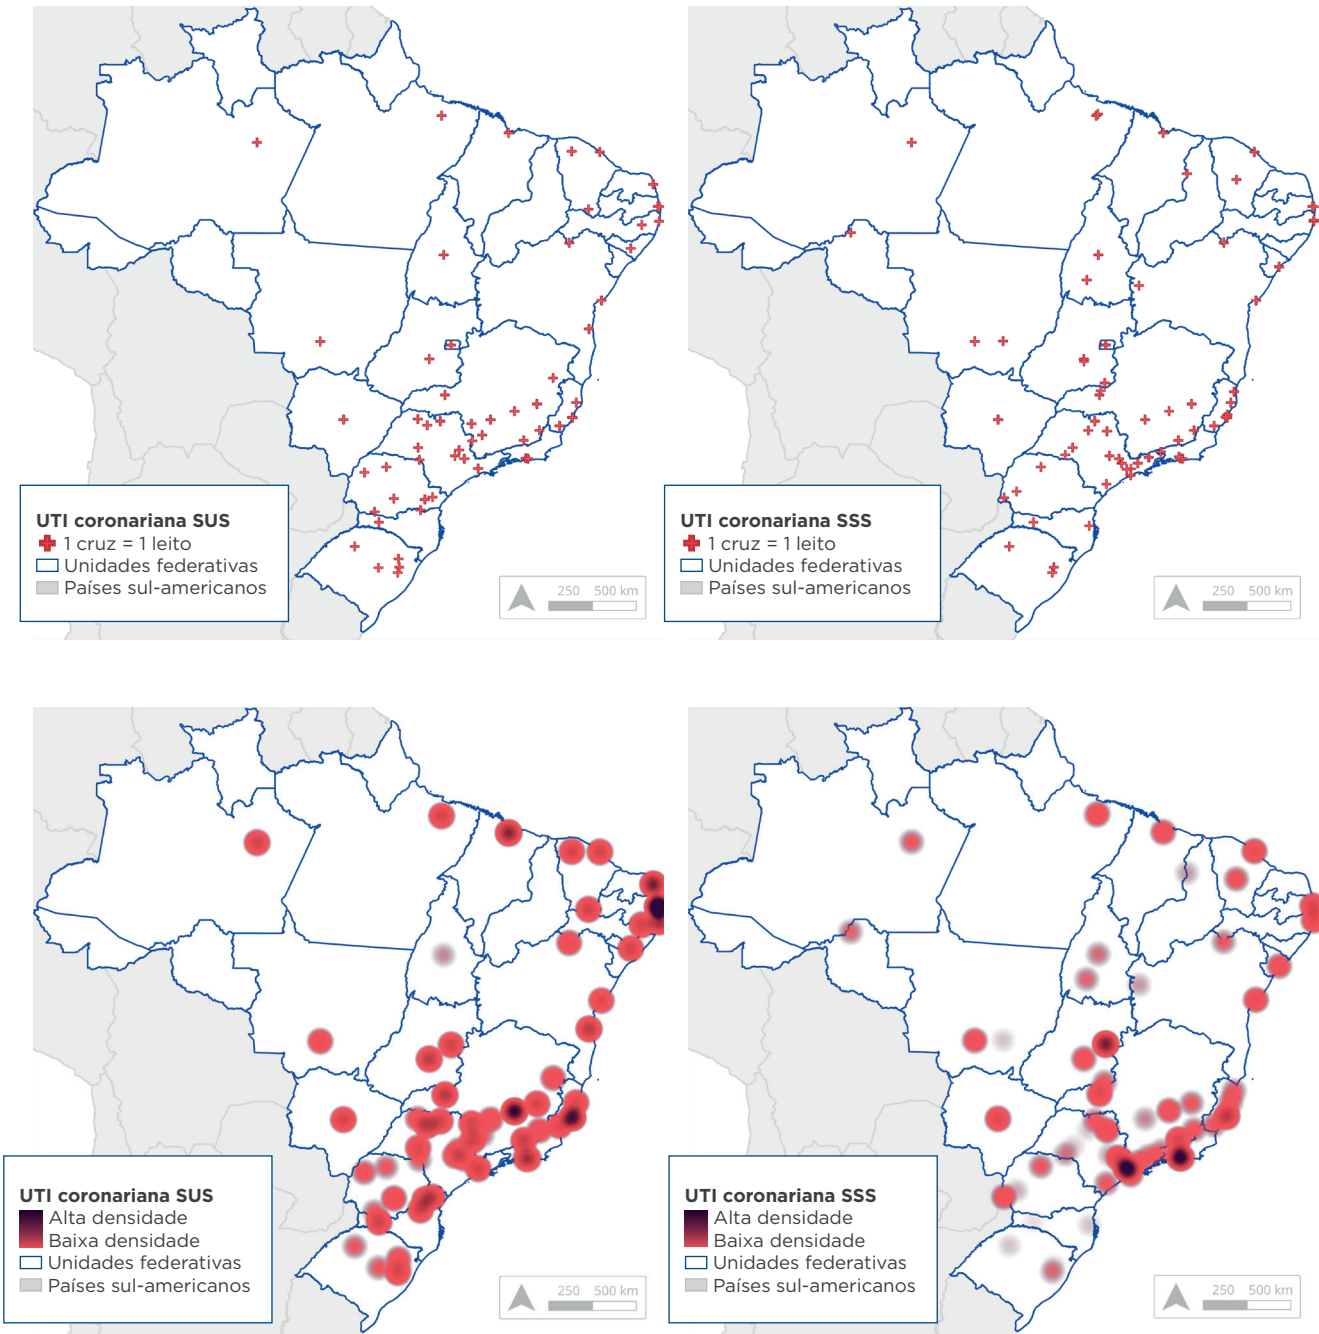 UTI coronariana SUS
1 cruz = 1 leito
Unidades federativas
Países sul-americanos
250 500 km
UTI coronariana SSS
1 cruz = 1 leito
Unidades federativas
Países sul-americanos
250 500 km
UTI coronariana SUS
Alta densidade
Baixa densidade
Unidades federativas
Países sul-americanos
250 500 km
UTI coronariana SSS
Alta densidade
Baixa densidade
Unidades federativas
Países sul-americanos
250 500 km